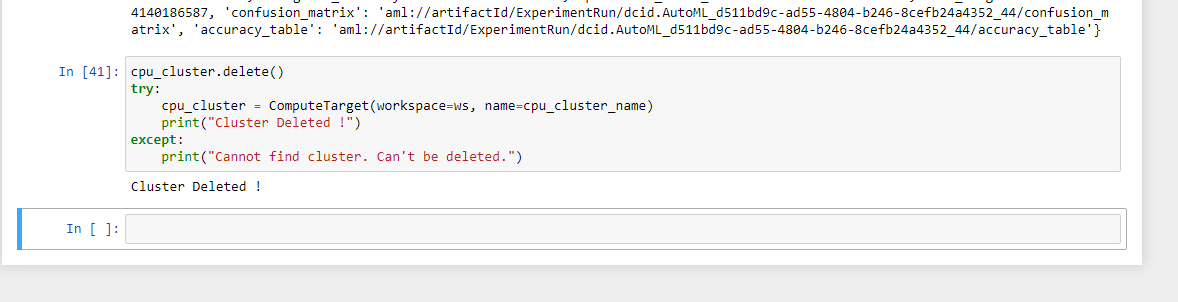 4140186587, 'confusion_matrix': 'aml://artifactId/ExperimentRun/dcid.AutoML_d511bd9c-ad55-4804-b246-8cefb24a4352_44/confusion_m
atrix', 'accuracy_table': 'aml://artifactId/ExperimentRun/dcid.AutoML_d511bd9c-ad55-4804-b246-8cefb24a4352_44/accuracy_table'}
In [41]: cpu_cluster.delete()
try:
    cpu_cluster = ComputeTarget(workspace=ws, name=cpu_cluster_name)
    print("Cluster Deleted !")
except:
    print("Cannot find cluster. Can't be deleted.")
Cluster Deleted !
In [ ]: